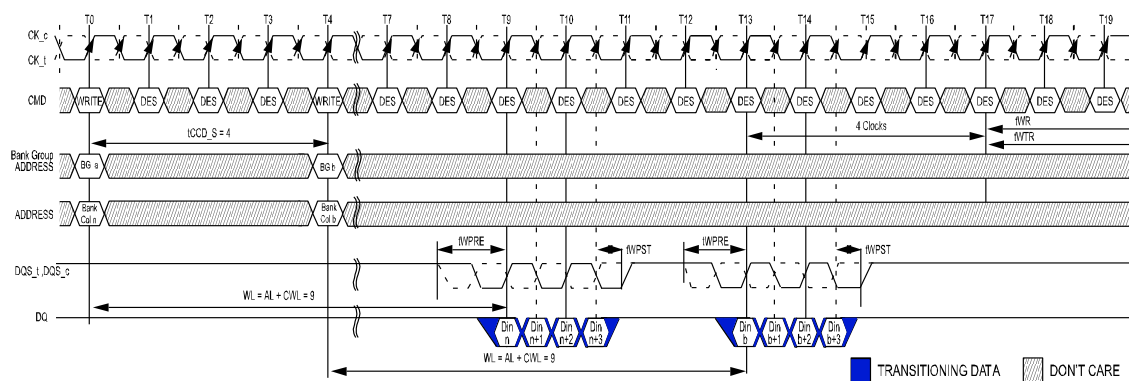 T0 T1 T2 T3 T4 T7 T8 T9 T10 T11 T12 T13 T14 T15 T16 T17 T18 T19
CK_c
CK_t
CMD WRITE DES DES DES WRITE DES DES DES DES DES DES DES DES DES DES DES DES DES
tCCD_S = 4
4 Clocks
tWR
tWTR
Bank Group
ADDRESS
BG a
BG b
ADDRESS
Bank
Col n
Bank
Col b
tWPRE
tWPST
tWPRE
tWPST
DQS_t ,DQS_c
WL = AL + CWL = 9
DQ
Din
n
Din
n+1
Din
n+2
Din
n+3
Din
b
Din
b+1
Din
b+2
Din
b+3
WL = AL + CWL = 9
TRANSITIONING DATA
DON'T CARE